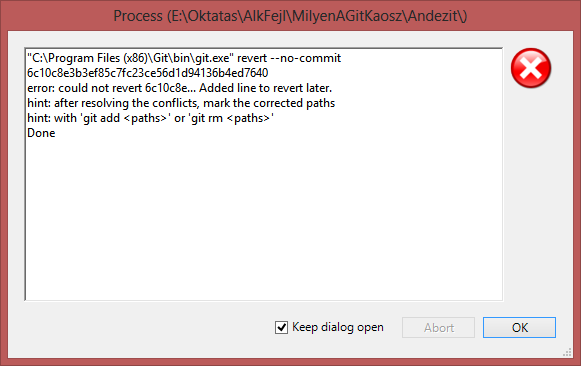 Process (E:\Oktatas\AlkFejl\MilyenAGitKaosz\Andezit\)
"C:\Program Files (x86)\Git\bin\git.exe" revert --no-commit
6c10c8e3b3ef85c7fc23ce56d1d94136b4ed7640
error: could not revert 6c10c8e... Added line to revert later.
hint: after resolving the conflicts, mark the corrected paths
hint: with 'git add <paths>' or 'git rm <paths>'
Done
Keep dialog open
Abort
OK